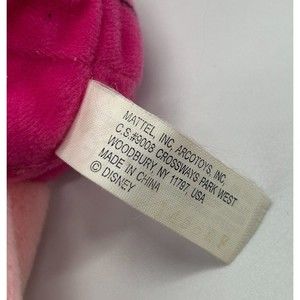 MATTEL, INC, ARCOTOYS, INC
C.S.#9008 CROSSWAYS PARK WEST
WOODBURY, NY 11797, USA
MADE IN CHINA
© DISNEY